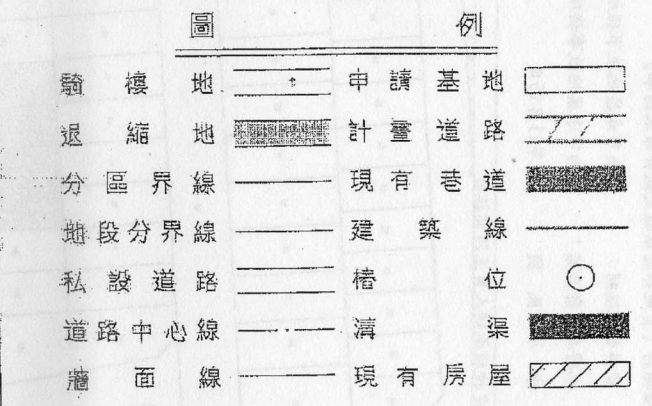 圖例
騎樓地 申請基地
退縮地 計畫道路
分區界線 現有巷道
地段分界線 建築線
私設道路 樁位
道路中心線 溝渠
牆面線 現有房屋